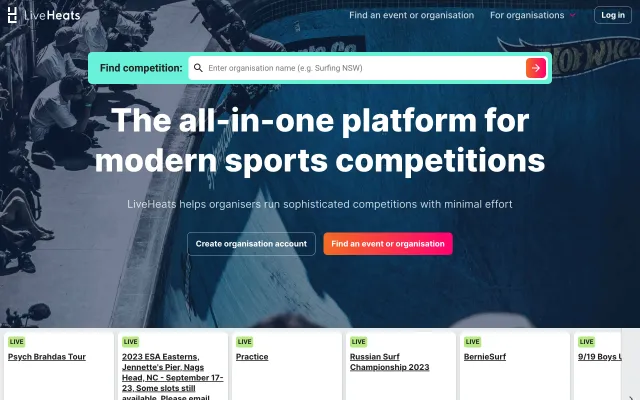 LiveHeats
Find an event or organisation
For organisations
Log in
Find competition:
Enter organisation name (e.g. Surfing NSW)
The all-in-one platform for
modern sports competitions
LiveHeats helps organisers run sophisticated competitions with minimal effort
Create organisation account
Find an event or organisation
LIVE
Psych Brahdas Tour
LIVE
2023 ESA Easterns,
Jennette's Pier, Nags
Head, NC - September 17-
23, Some slots still
available. Please email
LIVE
Practice
LIVE
Russian Surf
Championship 2023
LIVE
BernieSurf
LIVE
9/19 Boys U